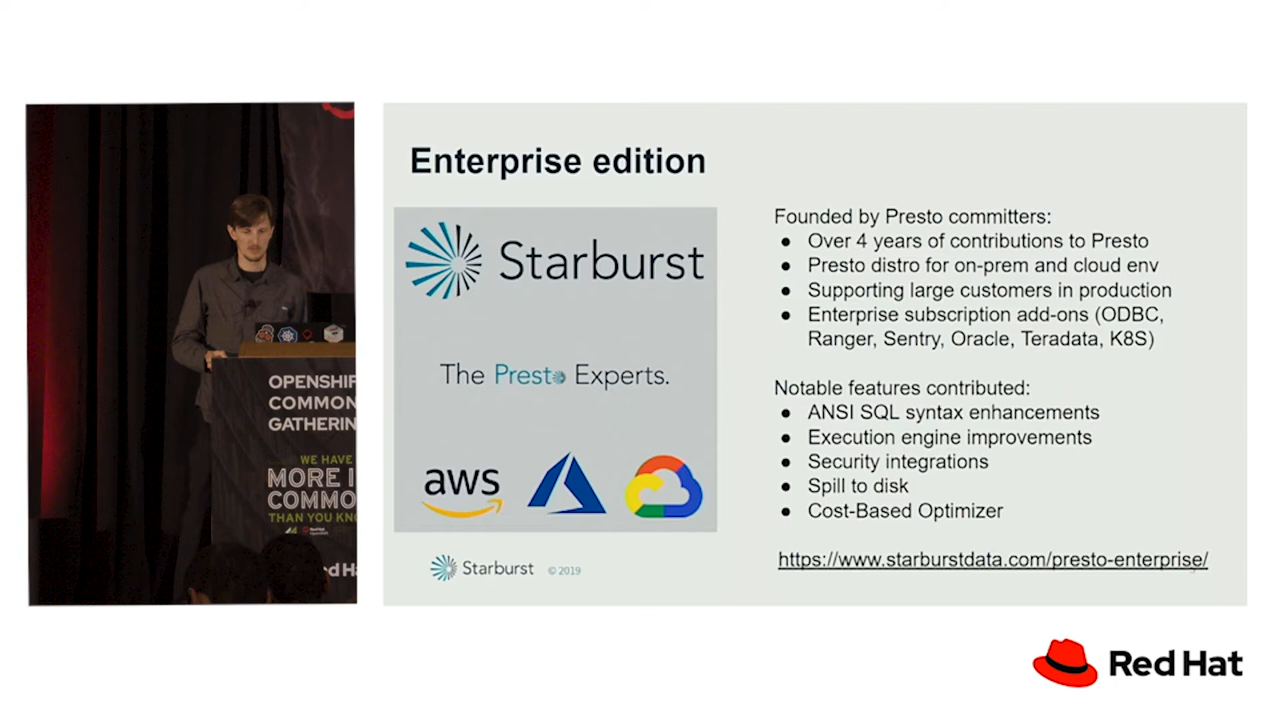 Enterprise edition
Starburst
The Presto Experts.
aws
Starburst © 2019
Founded by Presto committers:
● Over 4 years of contributions to Presto
● Presto distro for on-prem and cloud env
● Supporting large customers in production
● Enterprise subscription add-ons (ODBC,
Ranger, Sentry, Oracle, Teradata, K8S)
Notable features contributed:
● ANSI SQL syntax enhancements
● Execution engine improvements
● Security integrations
● Spill to disk
● Cost-Based Optimizer
https://www.starburstdata.com/presto-enterprise/
OPENSHIF
COMMON
GATHERIN
WE HAVE
MORE I
COMMO
THAN YOU KNO
Red Hat